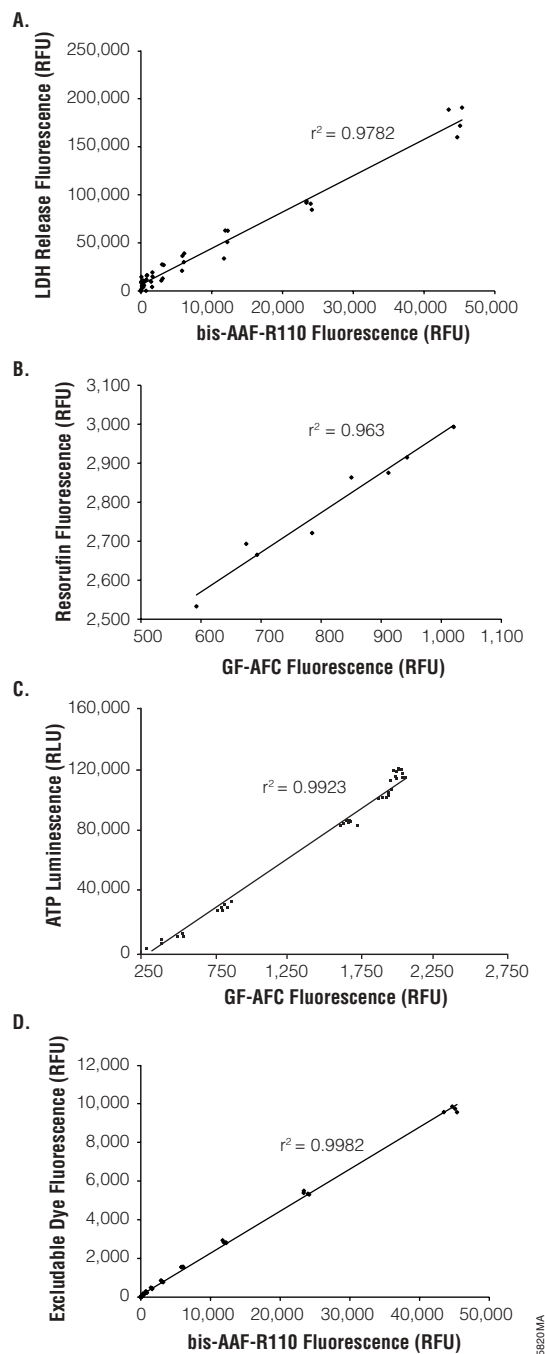 A.
LDH Release Fluorescence (RFU)
250,000
200,000
150,000
100,000
50,000
0
r² = 0.9782
0 10,000 20,000 30,000 40,000 50,000
bis-AAF-R110 Fluorescence (RFU)
B.
Resorufin Fluorescence (RFU)
3,100
3,000
2,900
2,800
2,700
2,600
2,500
r² = 0.963
500 600 700 800 900 1,000 1,100
GF-AFC Fluorescence (RFU)
C.
ATP Luminescence (RLU)
160,000
120,000
80,000
40,000
0
r² = 0.9923
250 750 1,250 1,750 2,250 2,750
GF-AFC Fluorescence (RFU)
D.
Excludable Dye Fluorescence (RFU)
12,000
10,000
8,000
6,000
4,000
2,000
0
r² = 0.9982
0 10,000 20,000 30,000 40,000 50,000
bis-AAF-R110 Fluorescence (RFU)
5820MA